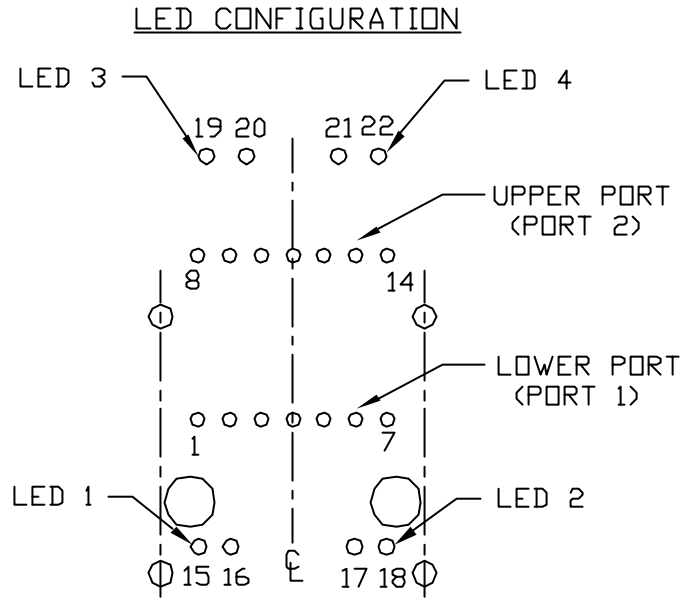 LED CONFIGURATION
LED 3
LED 4
19 20 21 22
UPPER PORT
(PORT 2)
8 14
LOWER PORT
(PORT 1)
1 7
LED 1
LED 2
15 16 17 18
℄